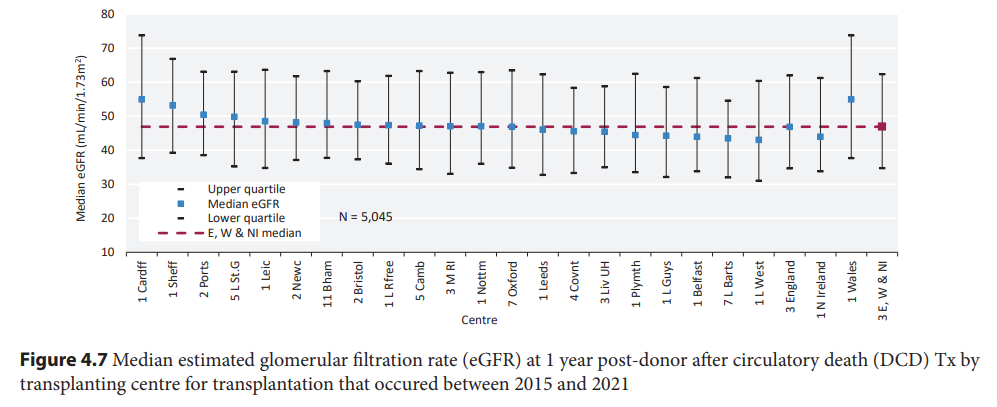 80
70
60
50
40
30
20
10
Median eGFR (mL/min/1.73m²)
Upper quartile
Median eGFR
Lower quartile
E, W & NI median
N = 5,045
1 Cardff
1 Sheff
2 Ports
5 L St.G
1 Leic
2 Newc
11 Bham
2 Bristol
1 L Rfree
5 Camb
3 M RI
1 Nottm
7 Oxford
1 Leeds
4 Covnt
3 Liv UH
1 Plymth
1 L Guys
1 Belfast
7 L Barts
1 L West
3 England
1 N Ireland
1 Wales
3 E, W & NI
Centre
Figure 4.7 Median estimated glomerular filtration rate (eGFR) at 1 year post-donor after circulatory death (DCD) Tx by
transplanting centre for transplantation that occured between 2015 and 2021